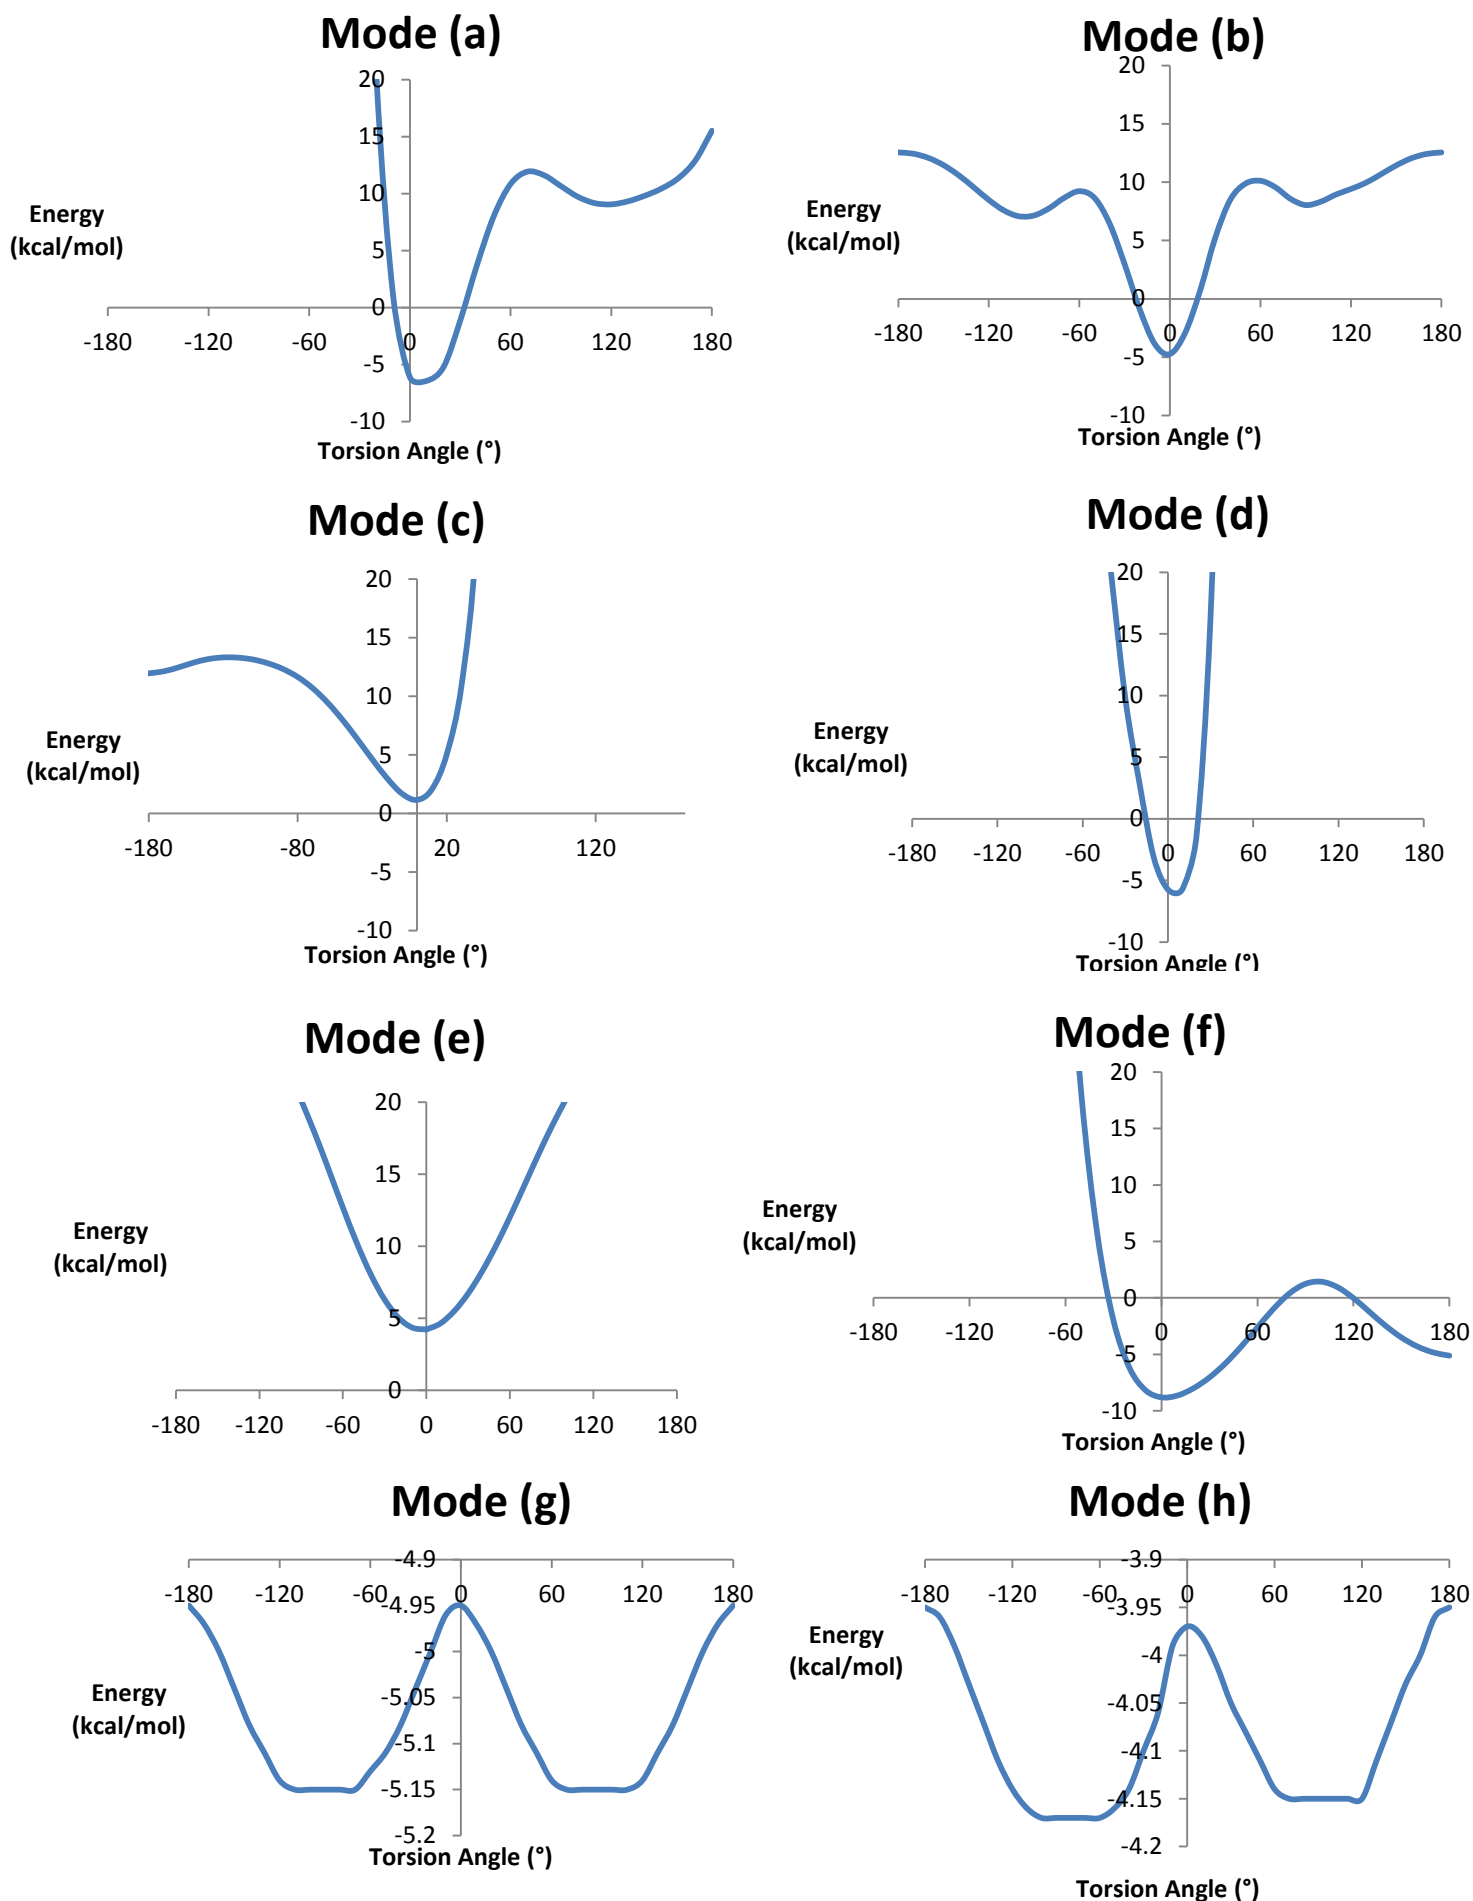 Mode (a)
20
15
10
5
0
-5
-10
-180 -120 -60 0 60 120 180
Energy
(kcal/mol)
Torsion Angle (°)
Mode (b)
20
15
10
5
0
-5
-10
-180 -120 -60 0 60 120 180
Energy
(kcal/mol)
Torsion Angle (°)
Mode (c)
20
15
10
5
0
-5
-10
-180 -80 20 120
Energy
(kcal/mol)
Torsion Angle (°)
Mode (d)
20
15
10
5
0
-5
-10
-180 -120 -60 0 60 120 180
Energy
(kcal/mol)
Torsion Angle (°)
Mode (e)
20
15
10
5
0
-180 -120 -60 0 60 120 180
Energy
(kcal/mol)
Mode (f)
20
15
10
5
0
-5
-10
-180 -120 -60 0 60 120 180
Energy
(kcal/mol)
Torsion Angle (°)
Mode (g)
-4.9
-180 -120 -60 0 60 120 180
-4.95
-5
-5.05
-5.1
-5.15
-5.2
Energy
(kcal/mol)
Torsion Angle (°)
Mode (h)
-3.9
-180 -120 -60 0 60 120 180
-3.95
-4
-4.05
-4.1
-4.15
-4.2
Energy
(kcal/mol)
Torsion Angle (°)